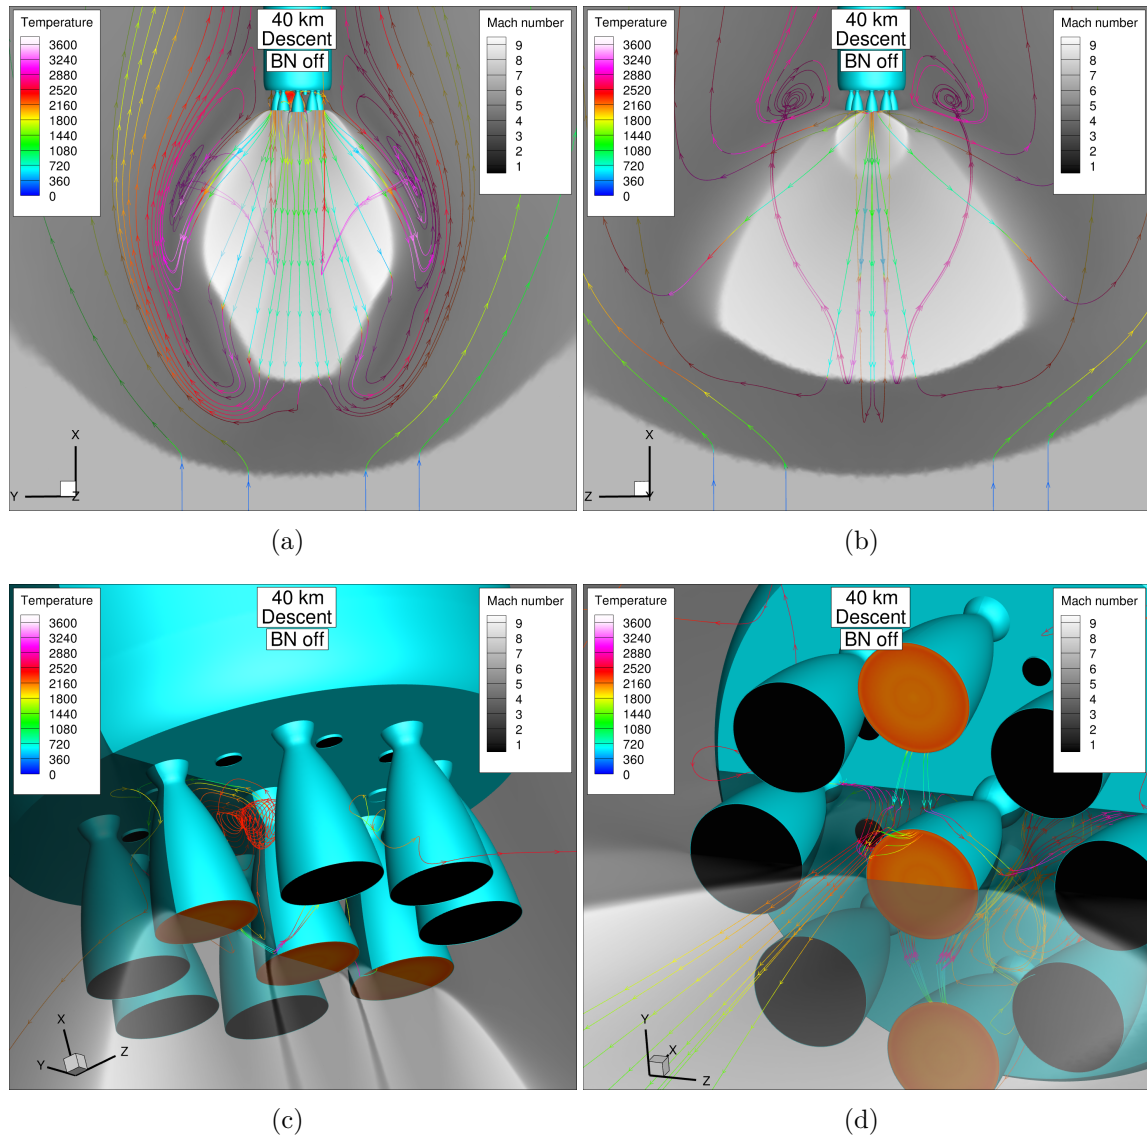 Temperature
3600
3240
2880
2520
2160
1800
1440
1080
720
360
0
40 km
Descent
BN off
Mach number
9
8
7
6
5
4
3
2
1
X
Y
Z
(a)
Temperature
3600
3240
2880
2520
2160
1800
1440
1080
720
360
0
40 km
Descent
BN off
Mach number
9
8
7
6
5
4
3
2
1
X
Z
Y
(b)
Temperature
3600
3240
2880
2520
2160
1800
1440
1080
720
360
0
40 km
Descent
BN off
Mach number
9
8
7
6
5
4
3
2
1
X
Y
Z
(c)
Temperature
3600
3240
2880
2520
2160
1800
1440
1080
720
360
0
40 km
Descent
BN off
Mach number
9
8
7
6
5
4
3
2
1
Y
X
Z
(d)